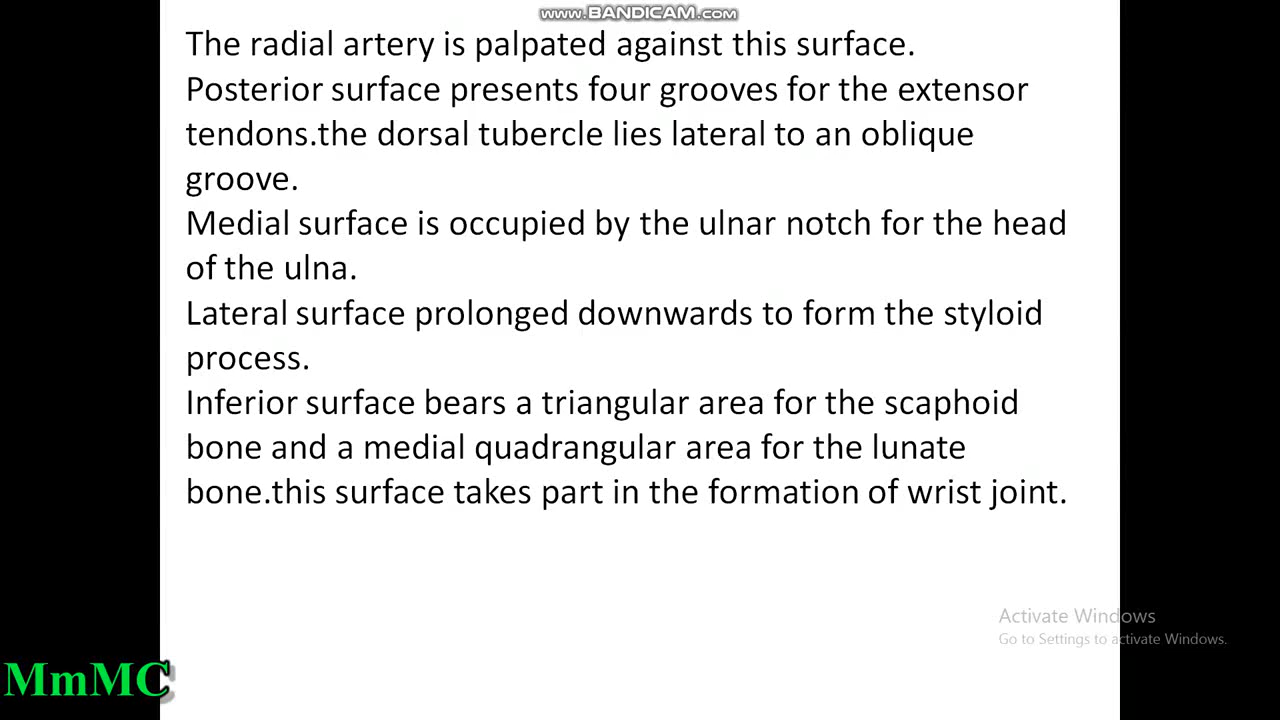 www.BANDICAM.com
The radial artery is palpated against this surface.
Posterior surface presents four grooves for the extensor
tendons.the dorsal tubercle lies lateral to an oblique
groove.
Medial surface is occupied by the ulnar notch for the head
of the ulna.
Lateral surface prolonged downwards to form the styloid
process.
Inferior surface bears a triangular area for the scaphoid
bone and a medial quadrangular area for the lunate
bone.this surface takes part in the formation of wrist joint.
Activate Windows
Go to Settings to activate Windows.
MmMC